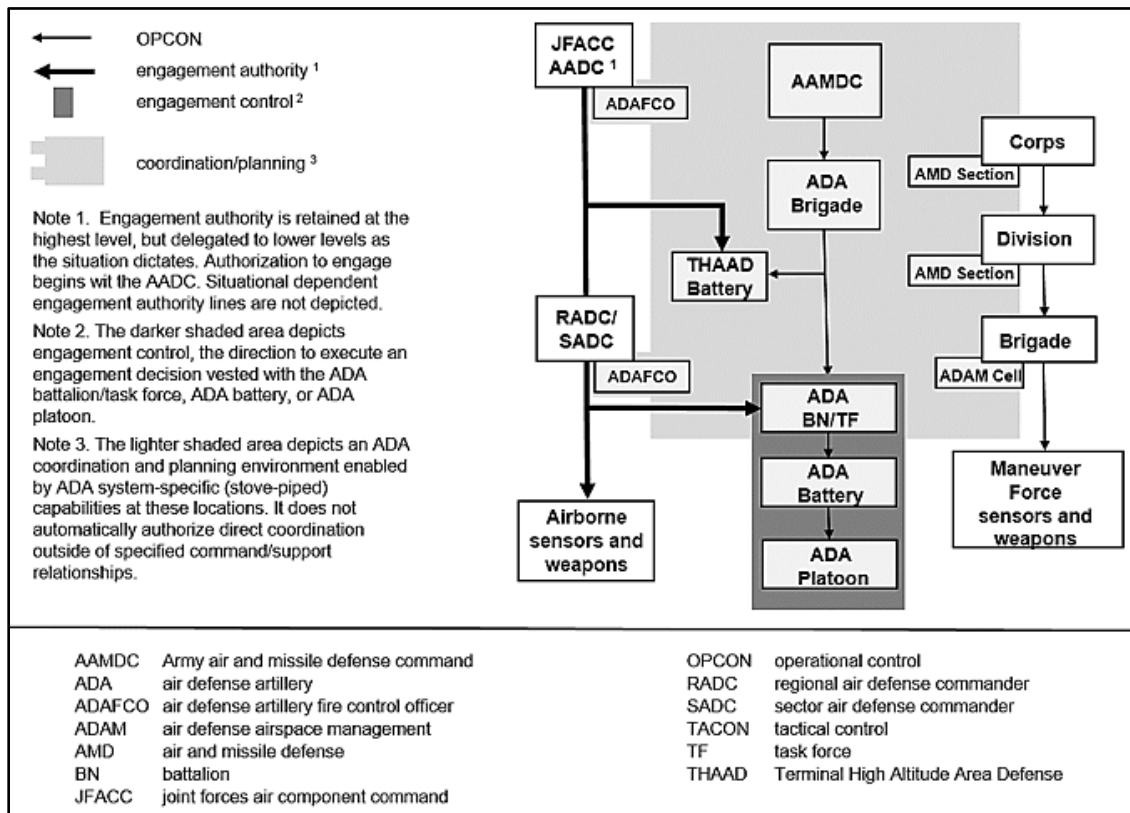 OPCON
engagement authority 1
engagement control 2
coordination/planning 3
Note 1. Engagement authority is retained at the
highest level, but delegated to lower levels as
the situation dictates. Authorization to engage
begins wit the AADC. Situational dependent
engagement authority lines are not depicted.
Note 2. The darker shaded area depicts
engagement control, the direction to execute an
engagement decision vested with the ADA
battalion/task force, ADA battery, or ADA
platoon.
Note 3. The lighter shaded area depicts an ADA
coordination and planning environment enabled
by ADA system-specific (stove-piped)
capabilities at these locations. It does not
automatically authorize direct coordination
outside of specified command/support
relationships.
JFACC
AADC 1
ADAFCO
RADC/
SADC
ADAFCO
Airborne
sensors and
weapons
AAMDC
ADA
Brigade
THAAD
Battery
ADA
BN/TF
ADA
Battery
ADA
Platoon
Corps
AMD Section
Division
AMD Section
Brigade
ADAM Cell
Maneuver
Force
sensors and
weapons
AAMDC Army air and missile defense command
ADA air defense artillery
ADAFCO air defense artillery fire control officer
ADAM air defense airspace management
AMD air and missile defense
BN battalion
JFACC joint forces air component command
OPCON operational control
RADC regional air defense commander
SADC sector air defense commander
TACON tactical control
TF task force
THAAD Terminal High Altitude Area Defense